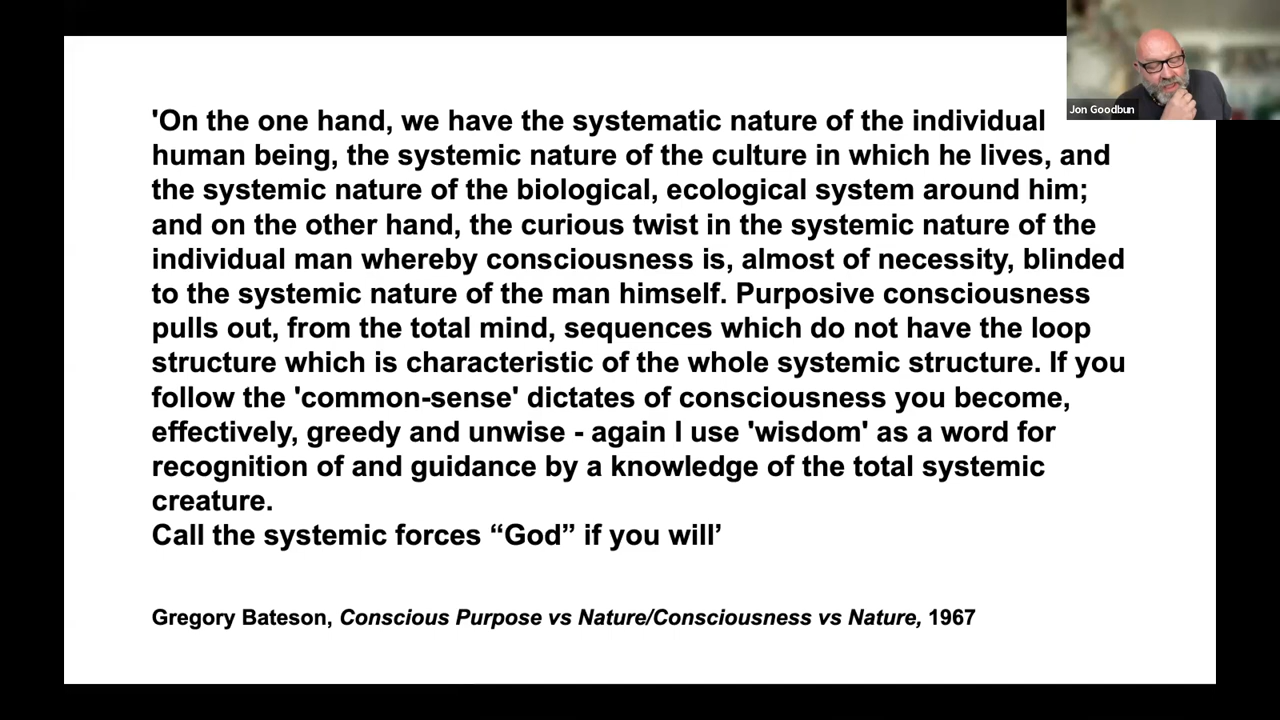 Jon Goodbun
'On the one hand, we have the systematic nature of the individual
human being, the systemic nature of the culture in which he lives, and
the systemic nature of the biological, ecological system around him;
and on the other hand, the curious twist in the systemic nature of the
individual man whereby consciousness is, almost of necessity, blinded
to the systemic nature of the man himself. Purposive consciousness
pulls out, from the total mind, sequences which do not have the loop
structure which is characteristic of the whole systemic structure. If you
follow the 'common-sense' dictates of consciousness you become,
effectively, greedy and unwise - again I use 'wisdom' as a word for
recognition of and guidance by a knowledge of the total systemic
creature.
Call the systemic forces “God” if you will’
Gregory Bateson, Conscious Purpose vs Nature/Consciousness vs Nature, 1967